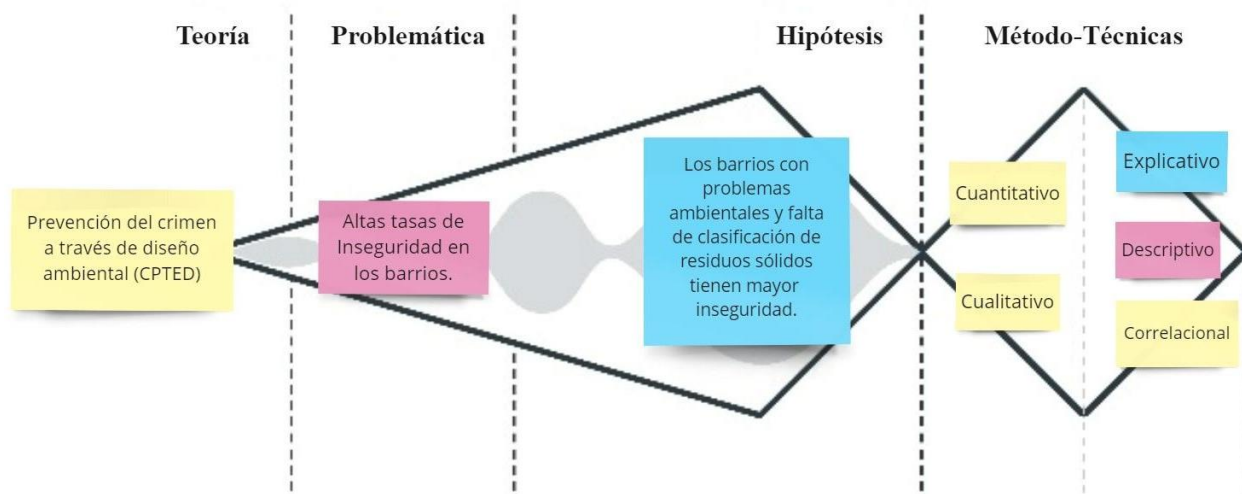 Teoría
Problemática
Hipótesis
Método-Técnicas
Prevención del crimen
a través de diseño
ambiental (CPTED)
Altas tasas de
Inseguridad en
los barrios.
Los barrios con
problemas
ambientales y falta
de clasificación de
residuos sólidos
tienen mayor
inseguridad.
Cuantitativo
Cualitativo
Explicativo
Descriptivo
Correlacional